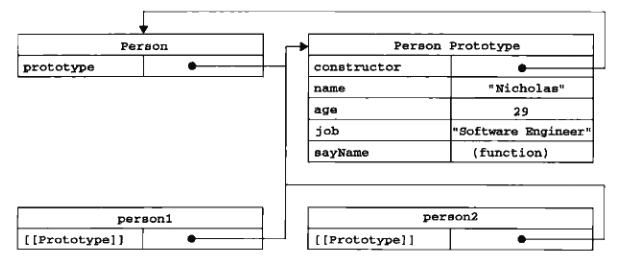 Person
prototype
Person Prototype
constructor
name "Nicholas"
age 29
job "Software Engineer"
sayName (function)
person1
[[Prototype]]
person2
[[Prototype]]